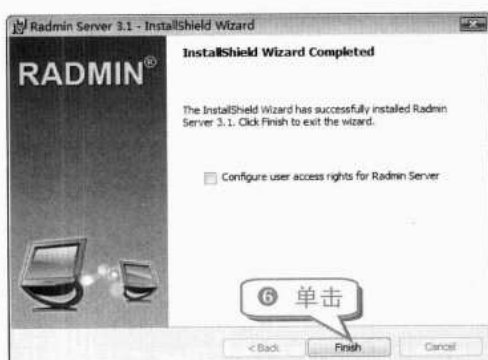 Radmin Server 3.1 - InstallShield Wizard
InstallShield Wizard Completed
RADMIN®
The InstallShield Wizard has successfully installed Radmin
Server 3.1. Click Finish to exit the wizard.
Configure user access rights for Radmin Server
❻ 单击
< Back
Finish
Cancel